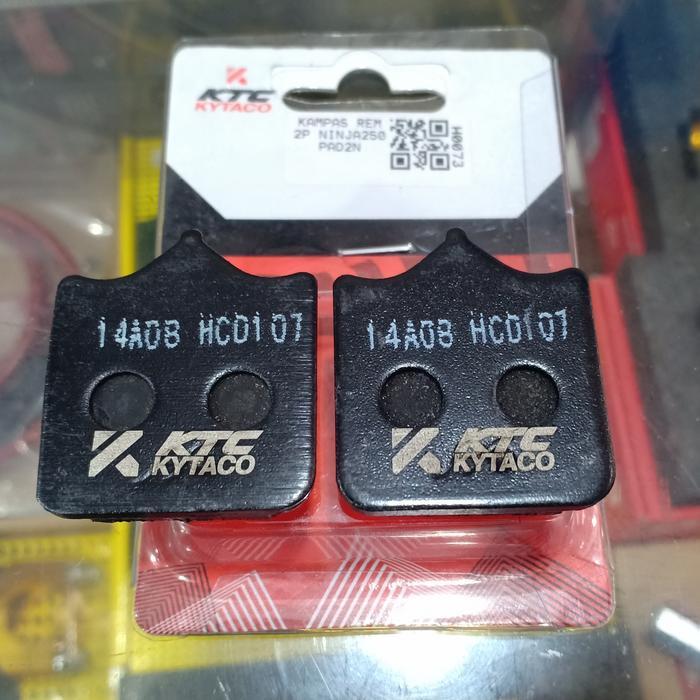 KTC
KYTACO
KAMPAS REM
2P NINJA250
PAD2N
H0073
14A08 HCD107
KTC
KYTACO
14A08 HCD107
KTC
KYTACO